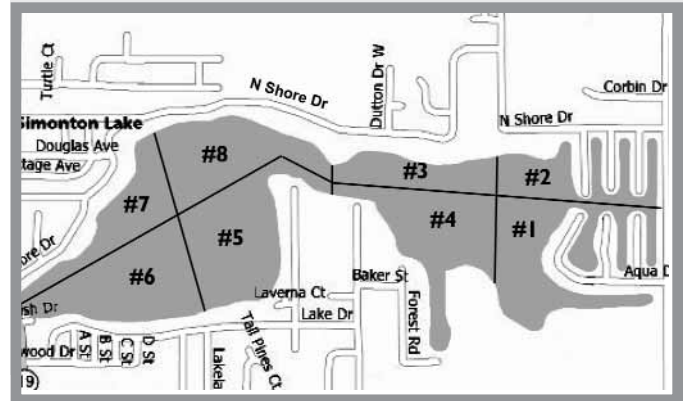 Turtle Ct
N Shore Dr
Dutton Dr W
Corbin Dr
N Shore Dr
Simonton Lake
Douglas Ave
tage Ave
#8
#3
#2
#7
#4
#1
#5
ore Dr
#6
Baker St
Aqua D
sh Dr
Laverna Ct
Forest Rd
Lake Dr
wood Dr
A St
B St
C St
D St
Lakela
Tall Pines Ct
19)